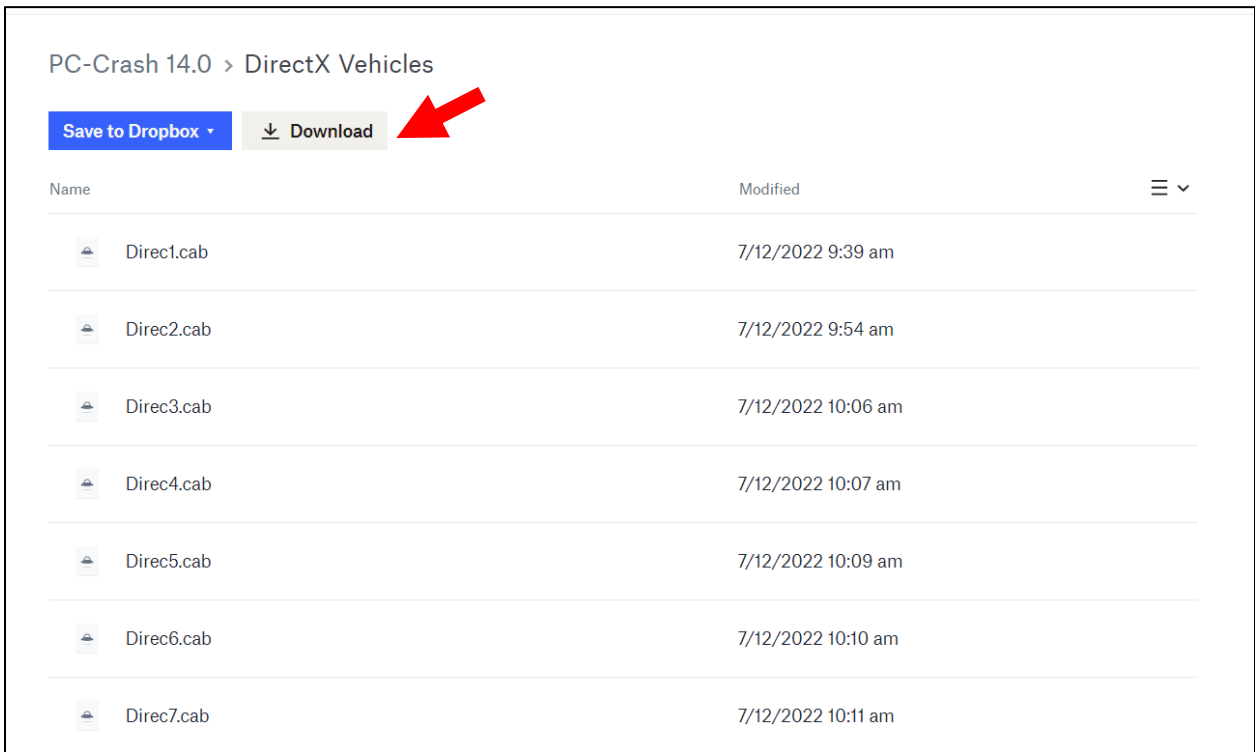 PC-Crash 14.0 > DirectX Vehicles
Save to Dropbox Download
Name Modified
Direc1.cab 7/12/2022 9:39 am
Direc2.cab 7/12/2022 9:54 am
Direc3.cab 7/12/2022 10:06 am
Direc4.cab 7/12/2022 10:07 am
Direc5.cab 7/12/2022 10:09 am
Direc6.cab 7/12/2022 10:10 am
Direc7.cab 7/12/2022 10:11 am